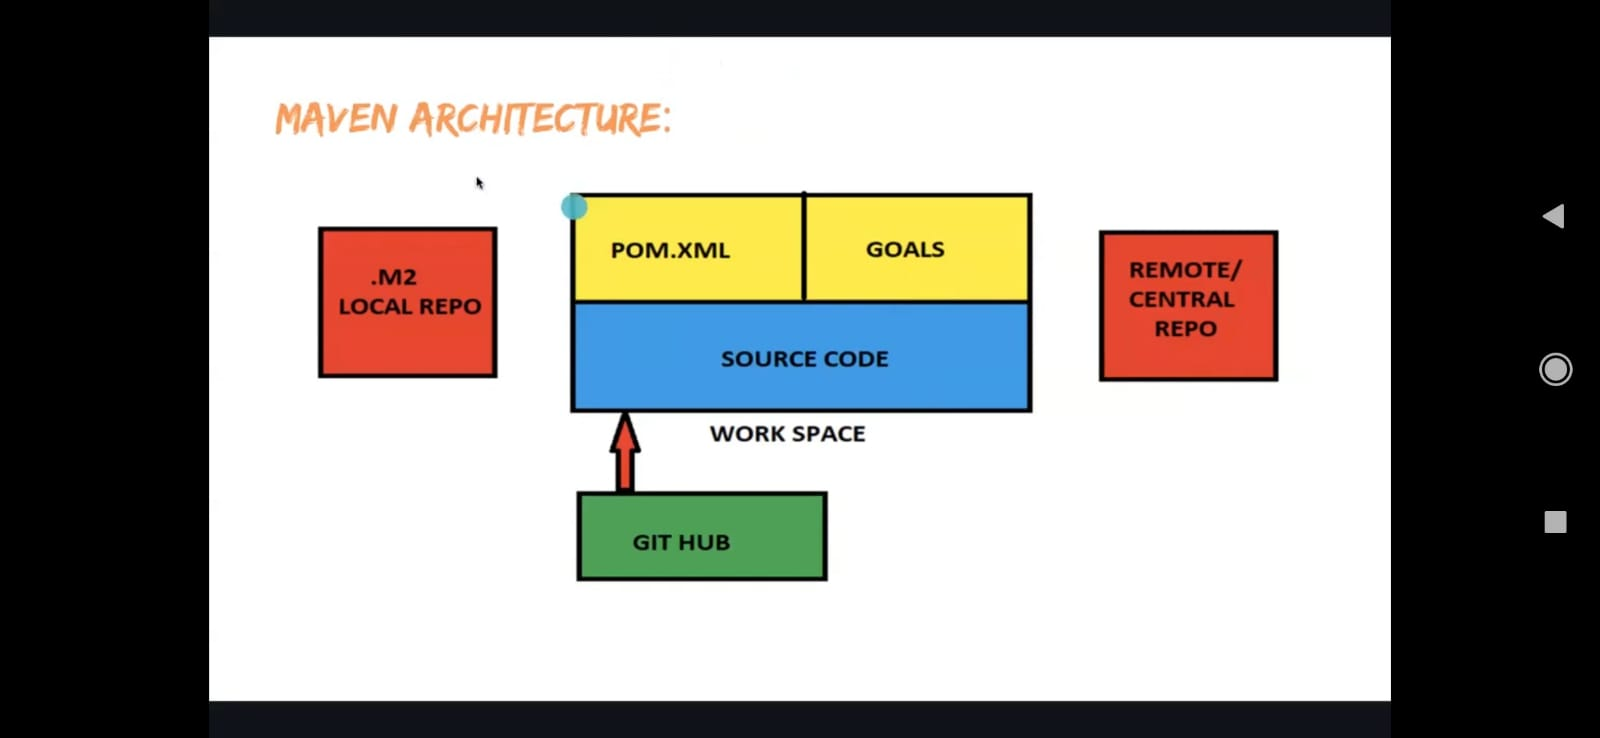 MAVEN ARCHITECTURE:
.M2
LOCAL REPO
POM.XML
GOALS
SOURCE CODE
WORK SPACE
GIT HUB
REMOTE/
CENTRAL
REPO